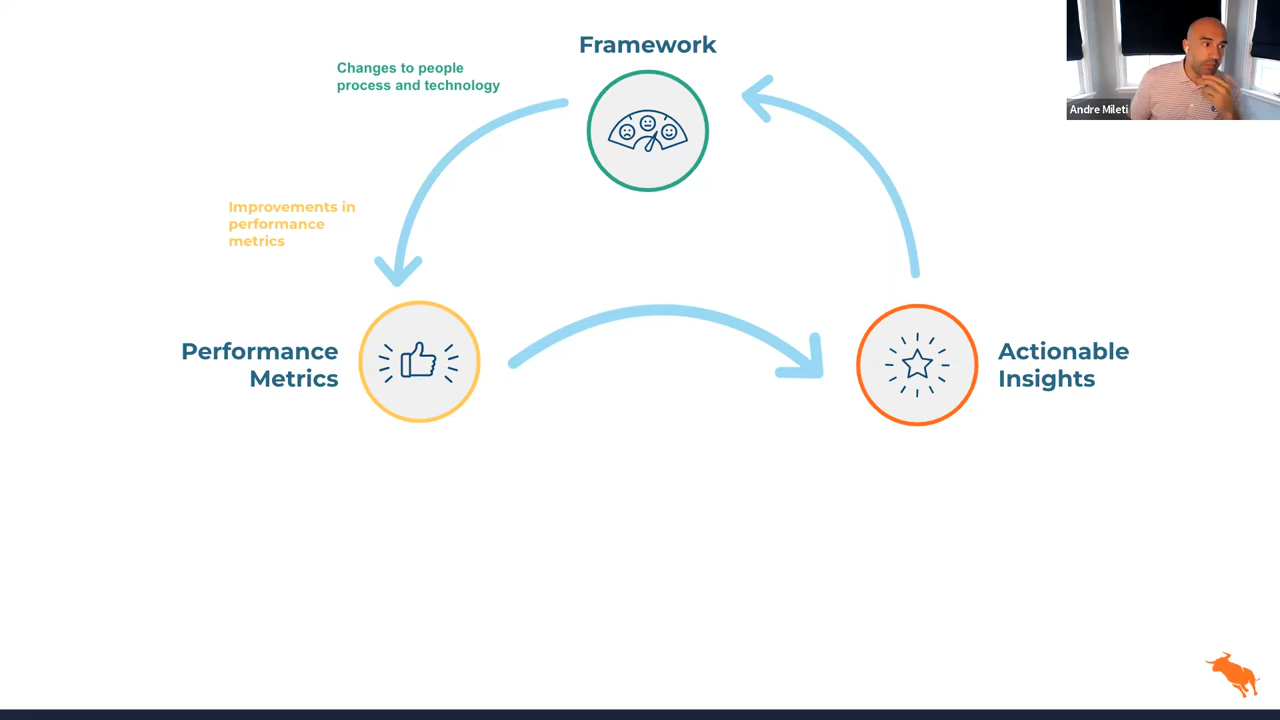 Framework
Changes to people
process and technology
Andre Mileti
Improvements in
performance
metrics
Performance
Metrics
Actionable
Insights